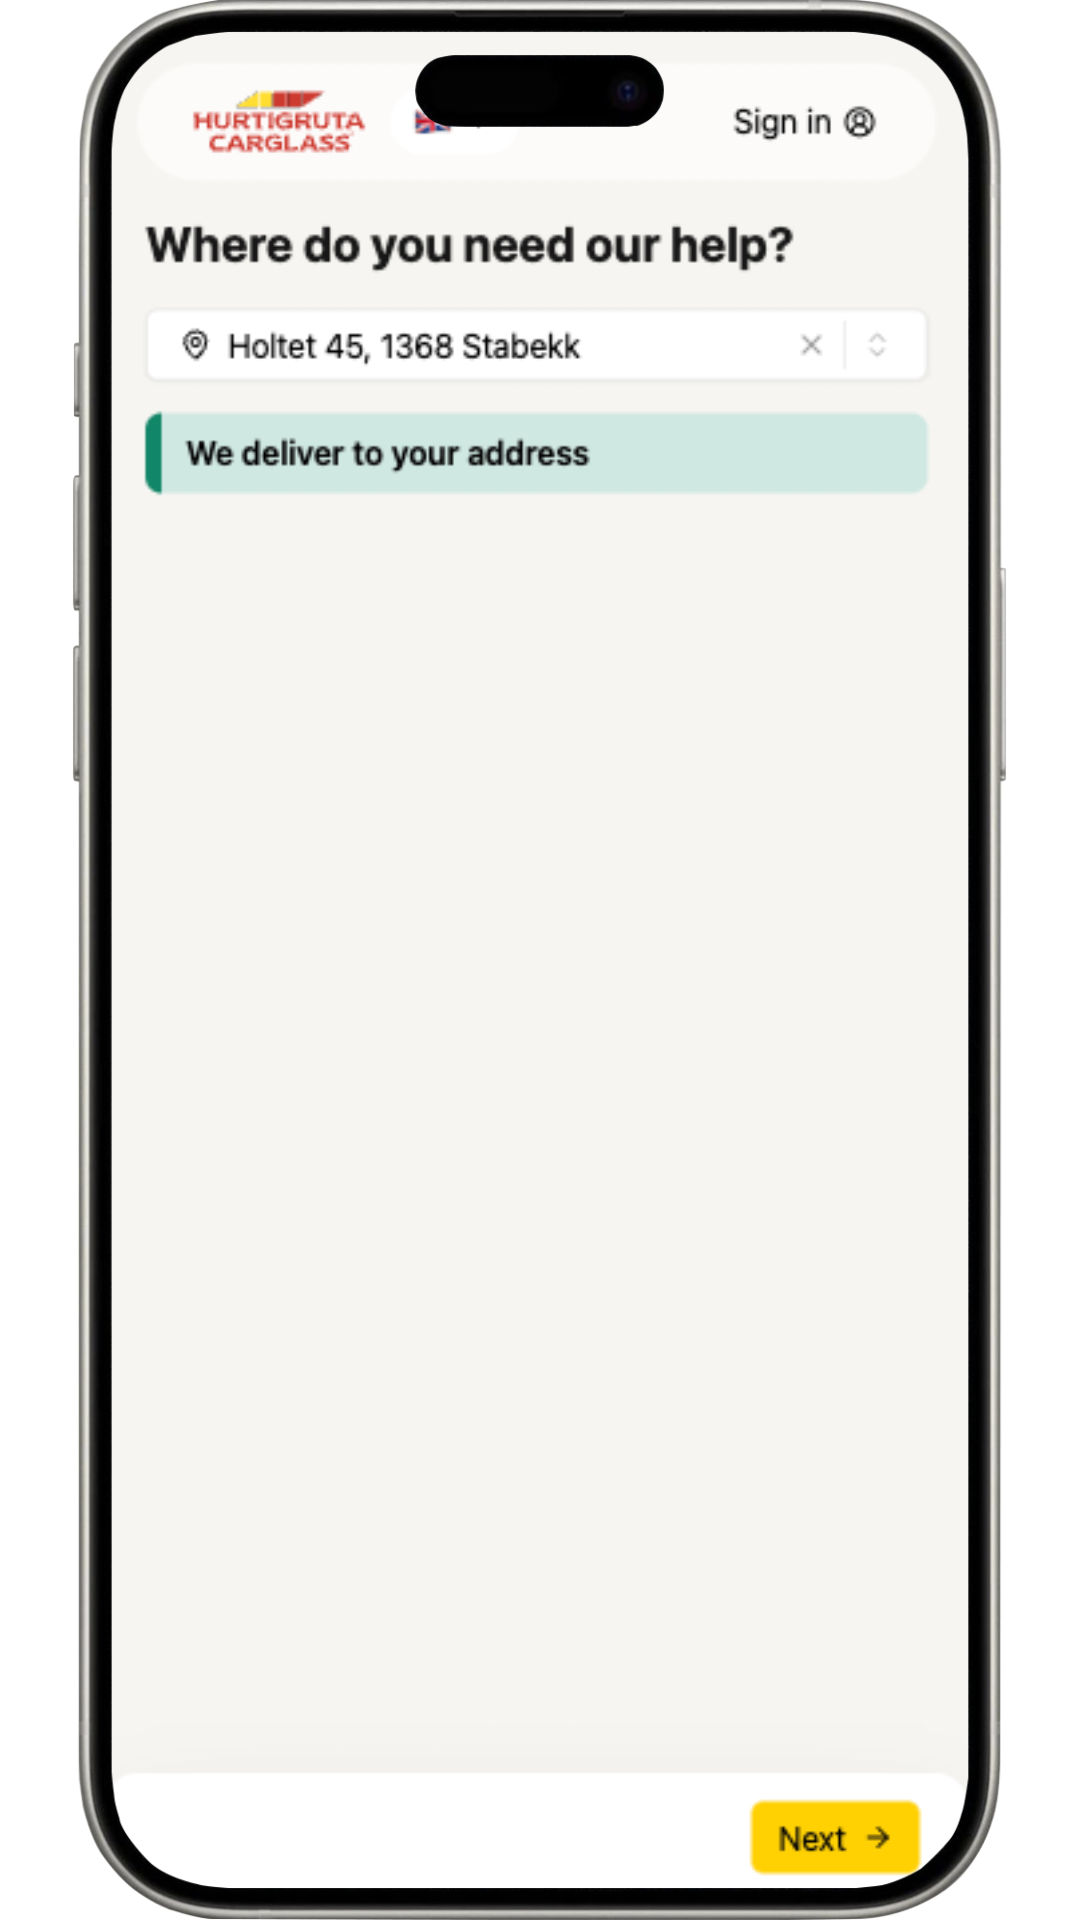 HURTIGRUTA
CARGLASS
Sign in
Where do you need our help?
Holtet 45, 1368 Stabekk
We deliver to your address
Next